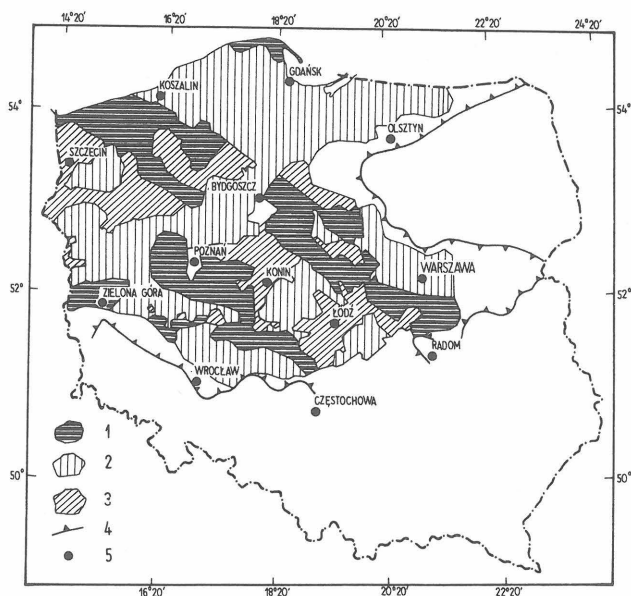 14°20' 16°20' 18°20' 20°20' 22°20' 24°20'
GDAŃSK
KOSZALIN
54° 54°
OLSZTYN
SZCZECIN
BYDGOSZCZ
POZNAŃ
WARSZAWA
KONIN
52° ZIELONA GÓRA 52°
ŁÓDŹ
RADOM
WROCŁAW
CZĘSTOCHOWA
1
2
50° 50°
3
4
5
16°20' 18°20' 20°20' 22°20'